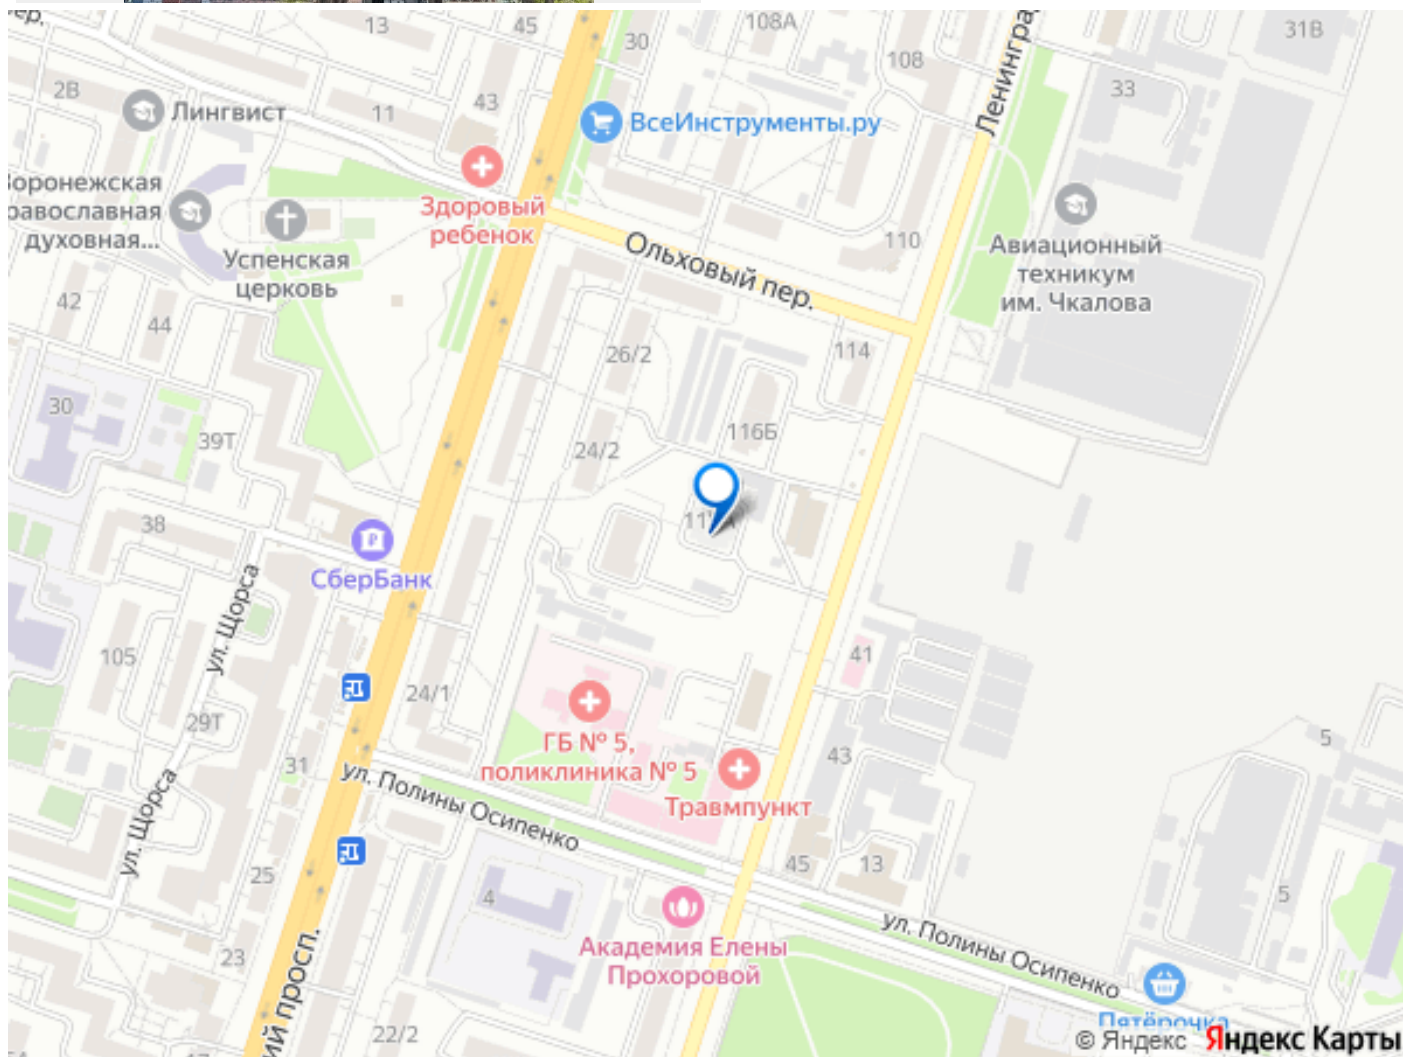 13
45
30
108А
31В
108
33
2В
Лингвист
11
43
ВсеИнструменты.ру
Ленингра
Здоровый
ребенок
духовная...
Успенская
церковь
Ольховый пер.
110
Авиационный
техникум
им. Чкалова
42
44
26/2
114
30
39Т
24/2
116Б
38
СберБанк
ул. Щорса
105
24/1
41
29Т
ГБ № 5,
поликлиника № 5
43
5
31
ул. Полины Осипенко
Травмпункт
ул. Щорса
25
45
13
4
5
Академия Елены
Прохоровой
ул. Полины Осипенко
23
ий просп.
22/2
Пятёрочка
© Яндекс Яндекс Карты